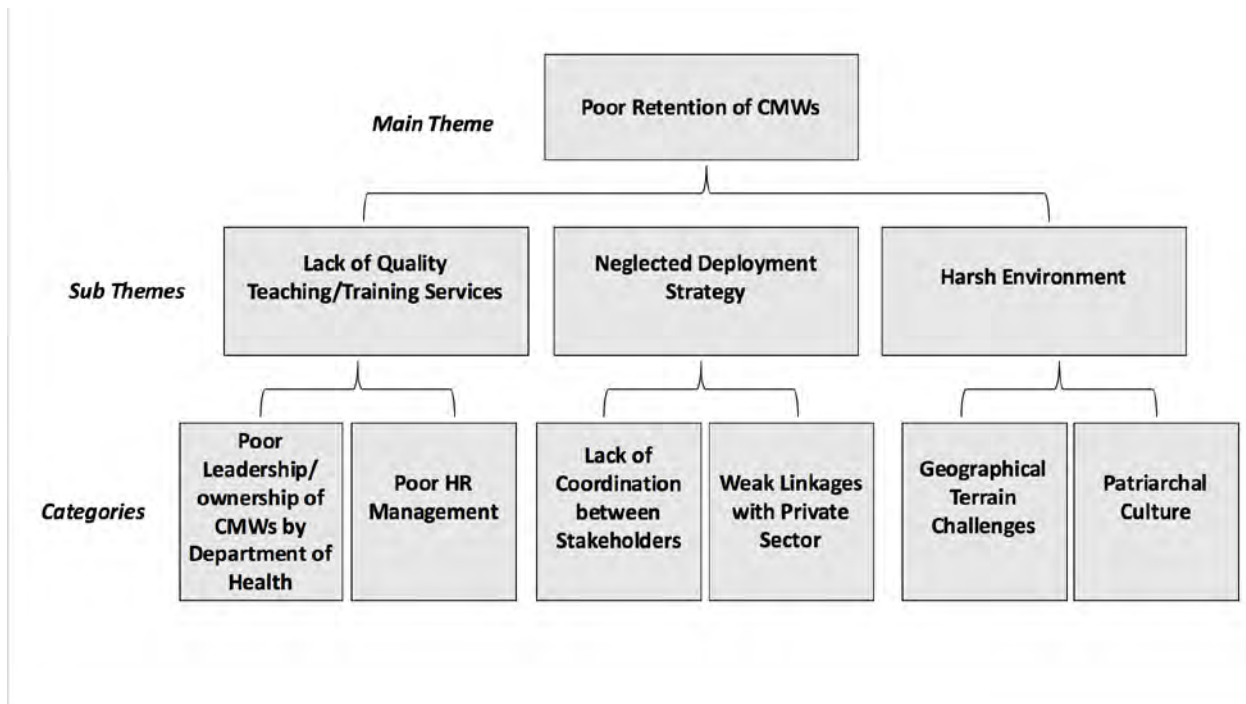 Main Theme
Poor Retention of CMWs
Sub Themes
Lack of Quality
Teaching/Training Services
Neglected Deployment
Strategy
Harsh Environment
Categories
Poor
Leadership/
ownership of
CMWs by
Department of
Health
Poor HR
Management
Lack of
Coordination
between
Stakeholders
Weak Linkages
with Private
Sector
Geographical
Terrain
Challenges
Patriarchal
Culture